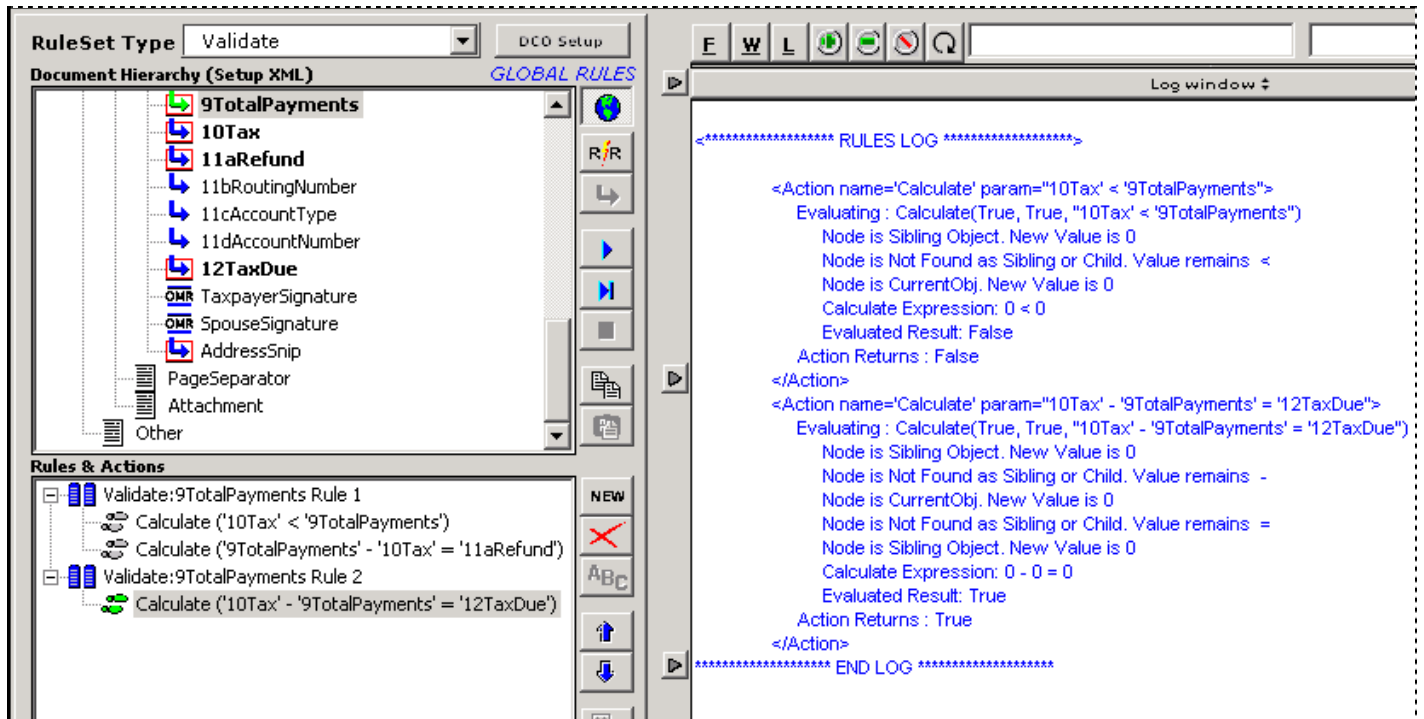 RuleSet Type Validate DCO Setup
Document Hierarchy (Setup XML) GLOBAL RULES
9TotalPayments
10Tax
11aRefund
11bRoutingNumber
11cAccountType
11dAccountNumber
12TaxDue
OMR TaxpayerSignature
OMR SpouseSignature
AddressSnip
PageSeparator
Attachment
Other
R/R
Rules & Actions
Validate:9TotalPayments Rule 1
Calculate ('10Tax' < '9TotalPayments')
Calculate ('9TotalPayments' - '10Tax' = '11aRefund')
Validate:9TotalPayments Rule 2
Calculate ('10Tax' - '9TotalPayments' = '12TaxDue')
NEW
ABC
F W L
Log window
<******************* RULES LOG *******************>
<Action name='Calculate' param="10Tax' < '9TotalPayments">
Evaluating : Calculate(True, True, "10Tax' < '9TotalPayments")
Node is Sibling Object. New Value is 0
Node is Not Found as Sibling or Child. Value remains <
Node is CurrentObj. New Value is 0
Calculate Expression: 0 < 0
Evaluated Result: False
Action Returns : False
</Action>
<Action name='Calculate' param="10Tax' - '9TotalPayments' = '12TaxDue">
Evaluating : Calculate(True, True, "10Tax' - '9TotalPayments' = '12TaxDue")
Node is Sibling Object. New Value is 0
Node is Not Found as Sibling or Child. Value remains -
Node is CurrentObj. New Value is 0
Node is Not Found as Sibling or Child. Value remains =
Node is Sibling Object. New Value is 0
Calculate Expression: 0 - 0 = 0
Evaluated Result: True
Action Returns : True
</Action>
******************** END LOG ********************